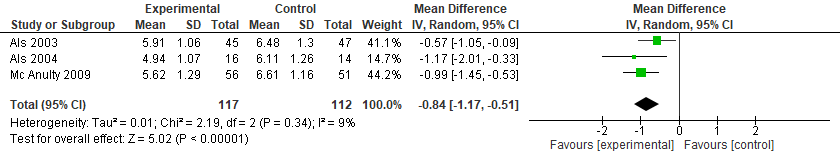 Experimental Control Mean Difference Mean Difference
Study or Subgroup Mean SD Total Mean SD Total Weight IV, Random, 95% CI IV, Random, 95% CI
Als 2003 5.91 1.06 45 6.48 1.3 47 41.1% -0.57 [-1.05, -0.09]
Als 2004 4.94 1.07 16 6.11 1.26 14 14.7% -1.17 [-2.01, -0.33]
Mc Anulty 2009 5.62 1.29 56 6.61 1.16 51 44.2% -0.99 [-1.45, -0.53]
Total (95% CI) 117 112 100.0% -0.84 [-1.17, -0.51]
Heterogeneity: Tau² = 0.01; Chi² = 2.19, df = 2 (P = 0.34); I² = 9%
Test for overall effect: Z = 5.02 (P < 0.00001)
-2 -1 0 1 2
Favours [experimental] Favours [control]